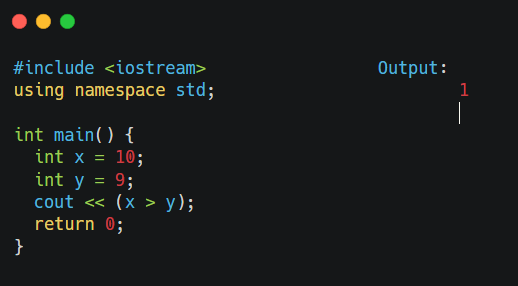 #include <iostream>
using namespace std;
int main() {
  int x = 10;
  int y = 9;
  cout << (x > y);
  return 0;
}
Output:
1